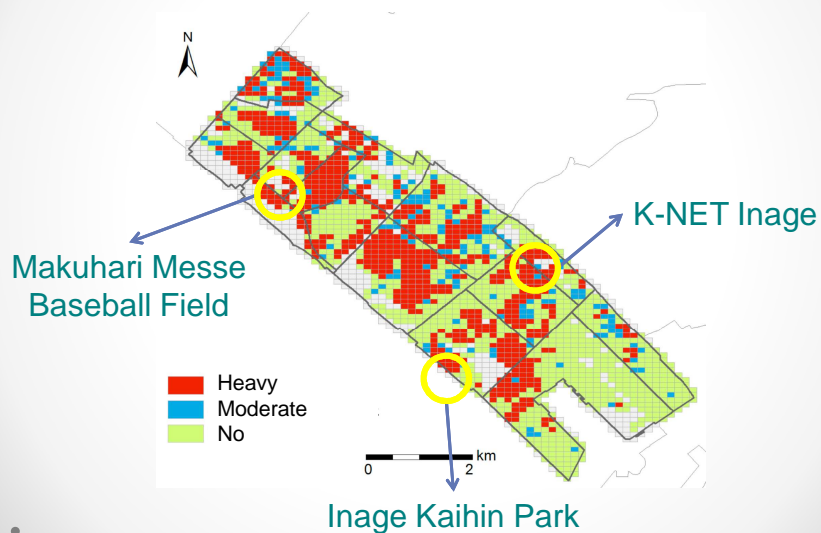 N
K-NET Inage
Makuhari Messe
Baseball Field
Heavy
Moderate
No
km
0 2
Inage Kaihin Park